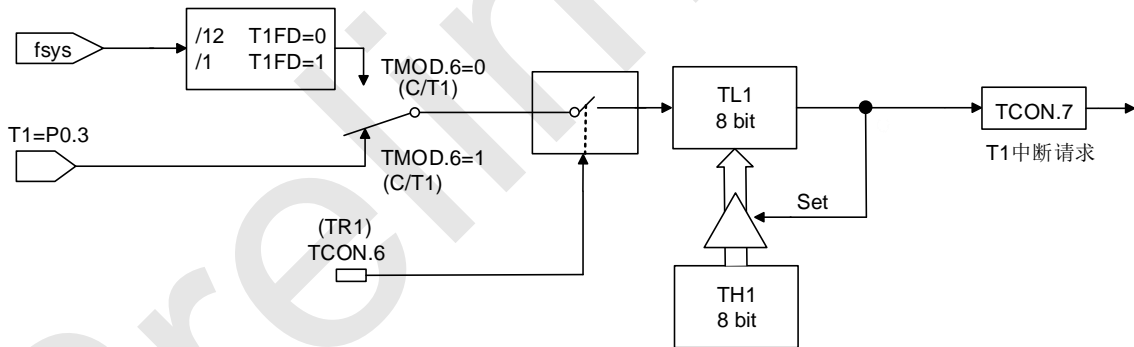 fsys
/12 T1FD=0
/1 T1FD=1
TMOD.6=0
(C/T1)
T1=P0.3
TMOD.6=1
(C/T1)
(TR1)
TCON.6
TL1
8 bit
TCON.7
T1中断请求
Set
TH1
8 bit